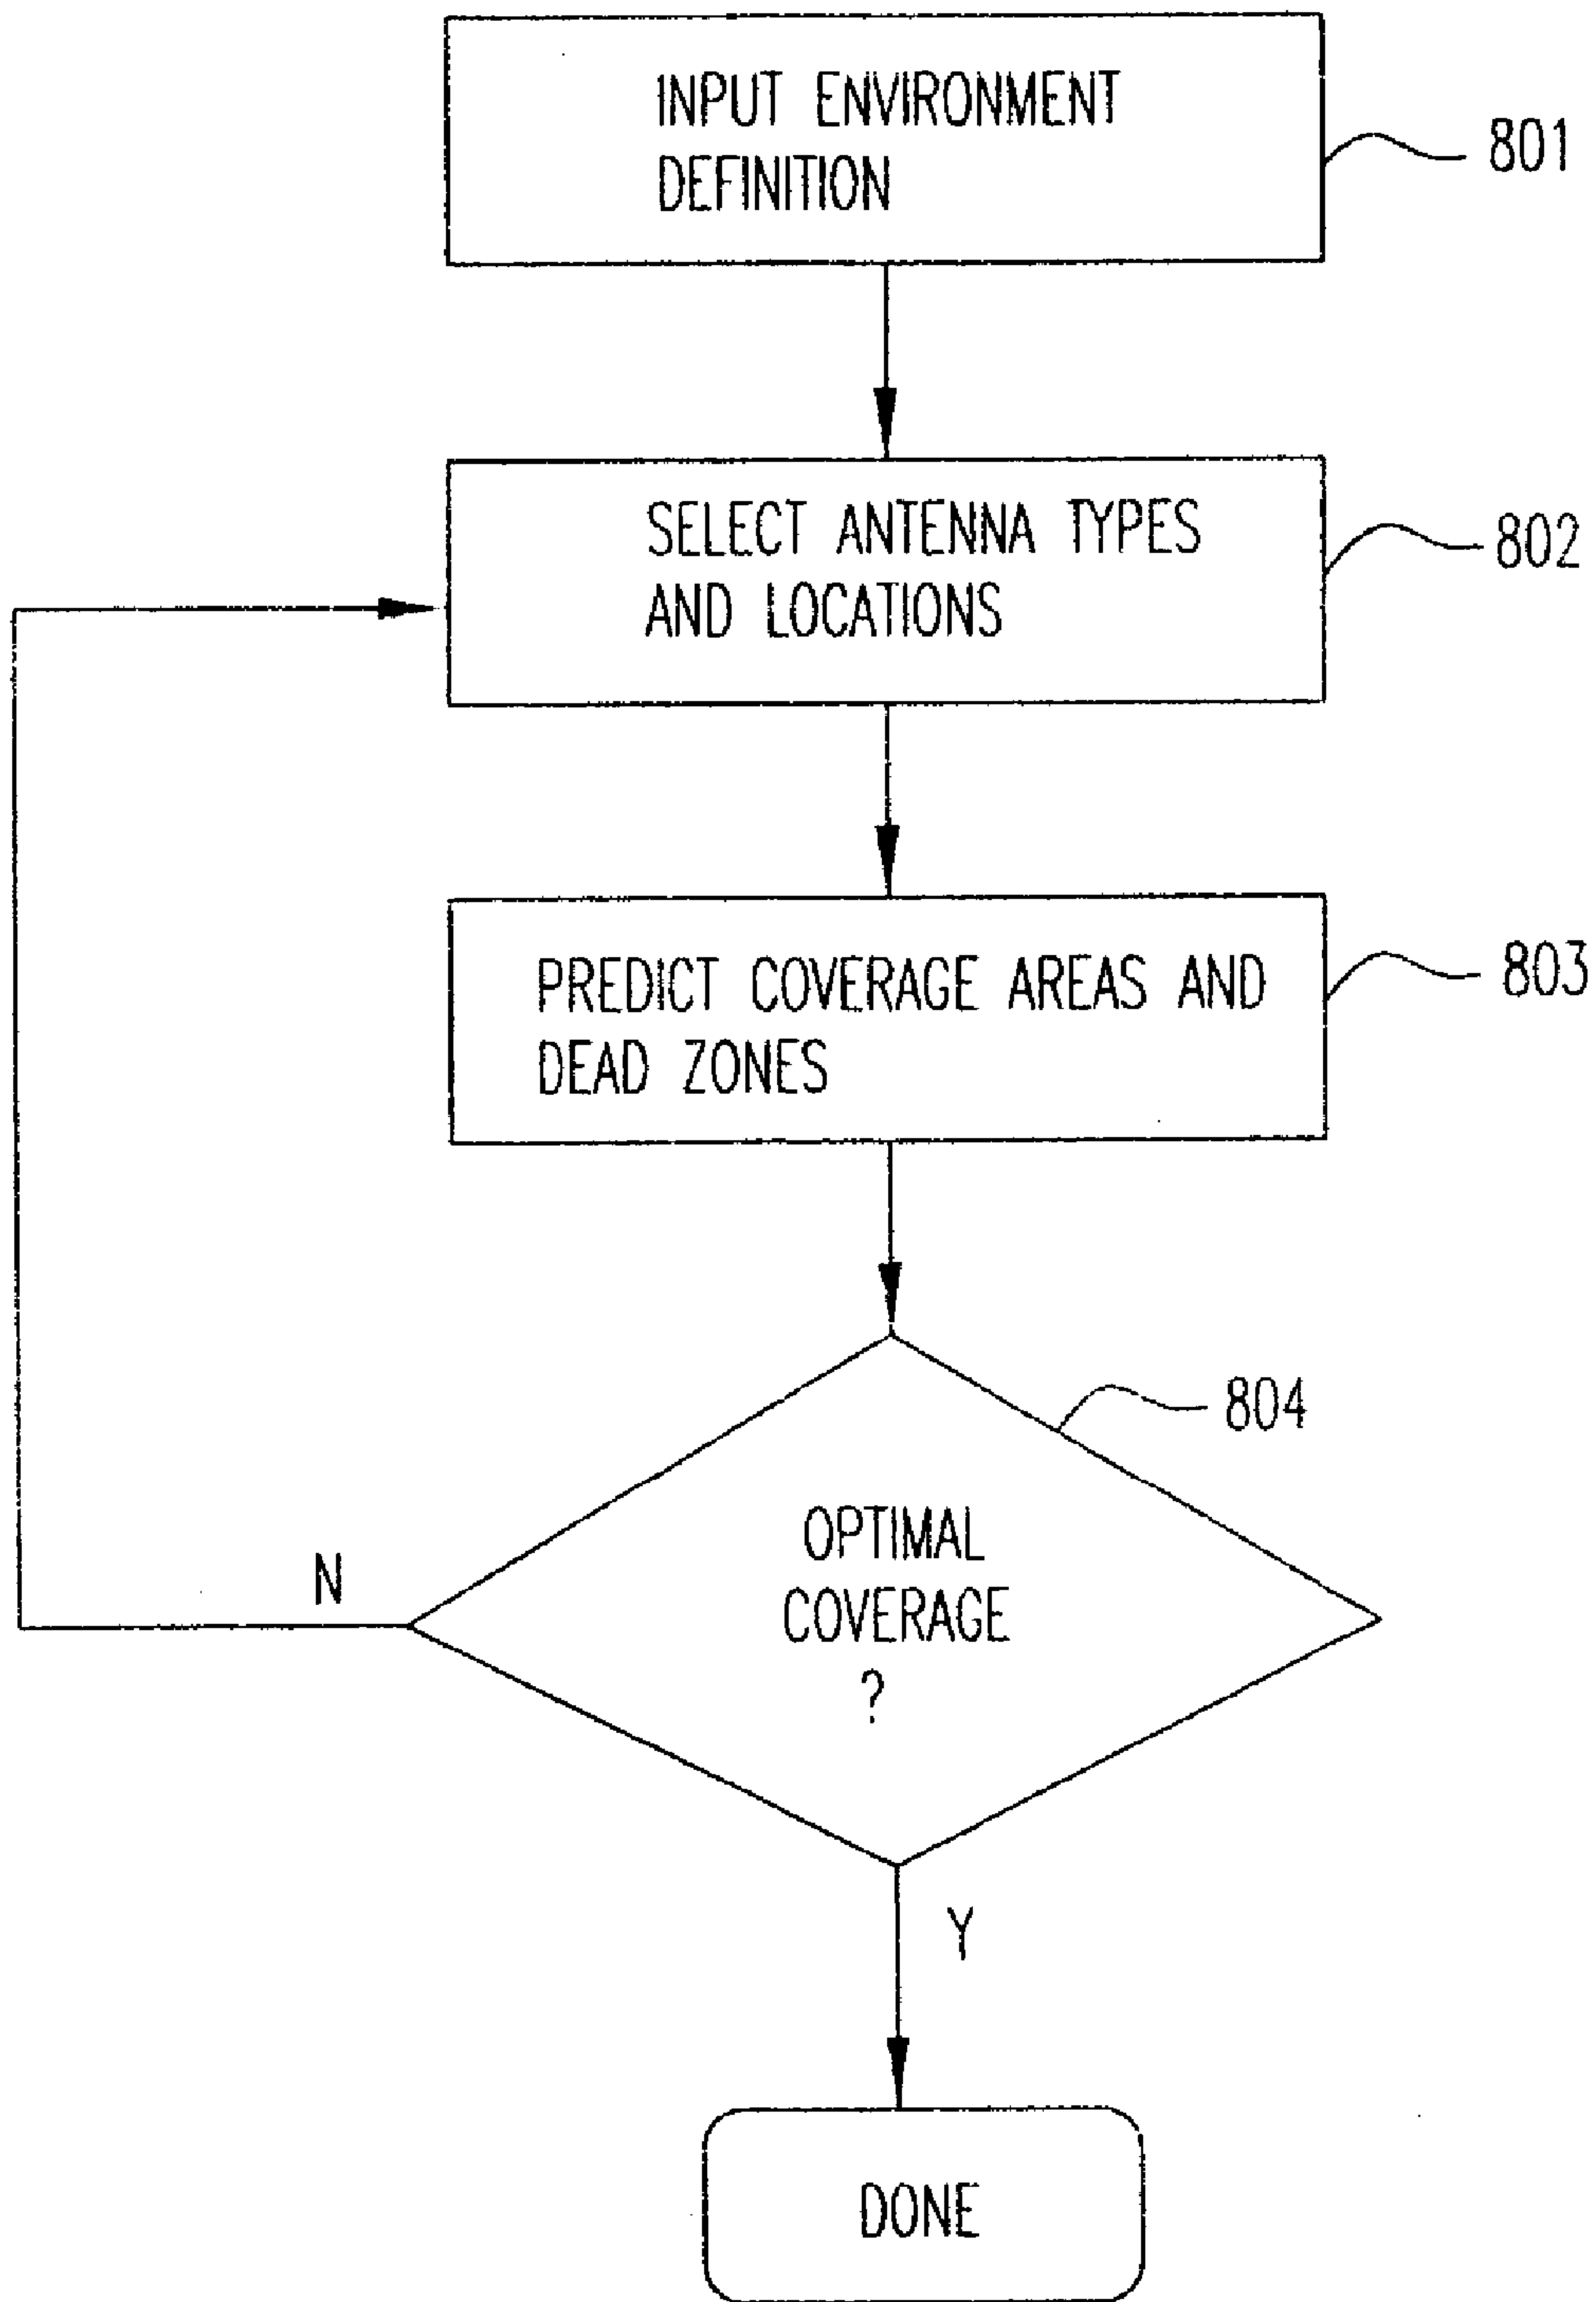 INPUT ENVIRONMENT
DEFINITION
801
SELECT ANTENNA TYPES
AND LOCATIONS
802
PREDICT COVERAGE AREAS AND
DEAD ZONES
803
804
OPTIMAL
COVERAGE
?
N
Y
DONE